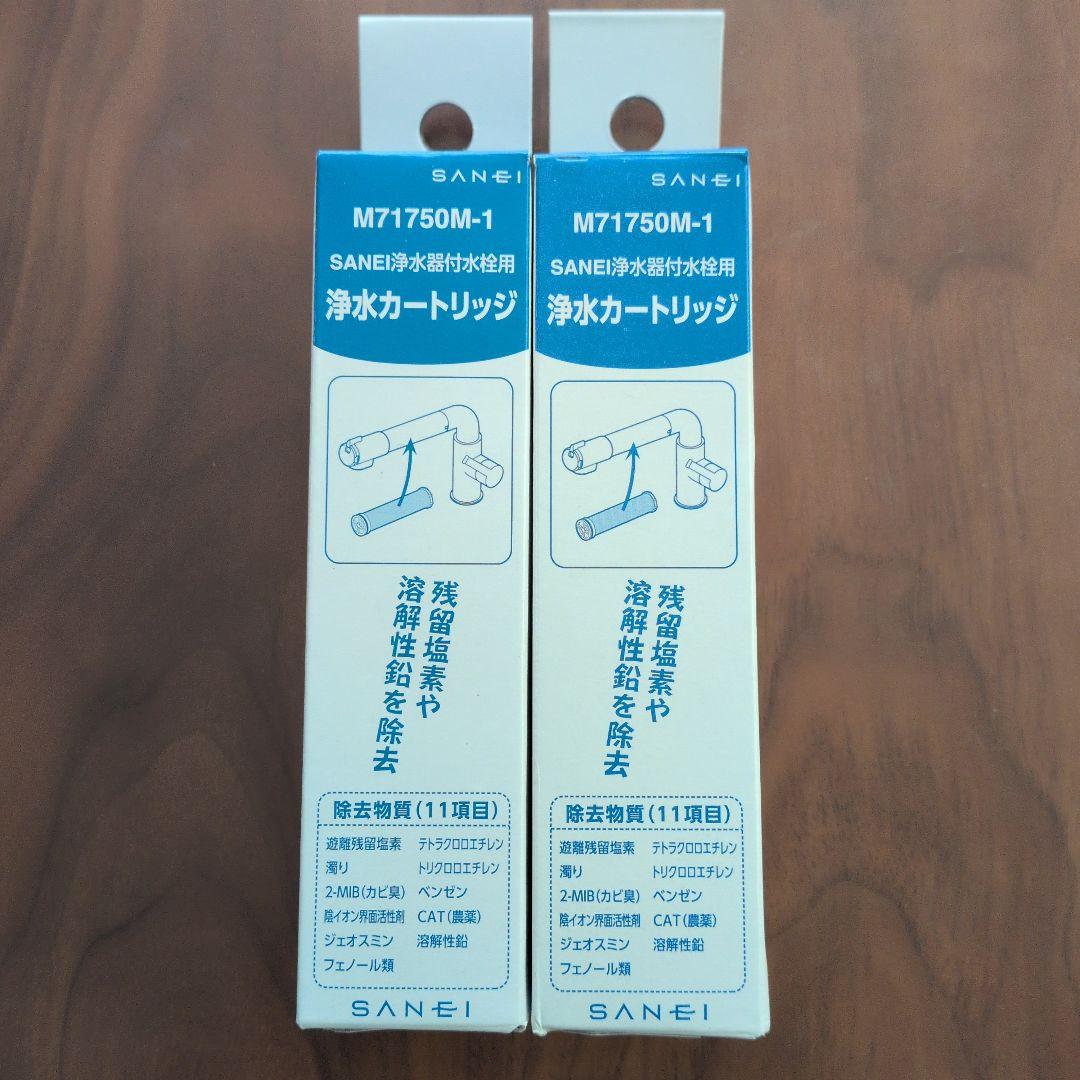 SANEI
M71750M-1
SANEI浄水器付水栓用
浄水カートリッジ
残留塩素や
溶解性鉛を除去
除去物質(11項目)
遊離残留塩素 テトラクロロエチレン
濁り トリクロロエチレン
2-MIB(カビ臭) ベンゼン
陰イオン界面活性剤 CAT(農薬)
ジェオスミン 溶解性鉛
フェノール類
SANEI
SANEI
M71750M-1
SANEI浄水器付水栓用
浄水カートリッジ
残留塩素や
溶解性鉛を除去
除去物質(11項目)
遊離残留塩素 テトラクロロエチレン
濁り トリクロロエチレン
2-MIB(カビ臭) ベンゼン
陰イオン界面活性剤 CAT(農薬)
ジェオスミン 溶解性鉛
フェノール類
SANEI